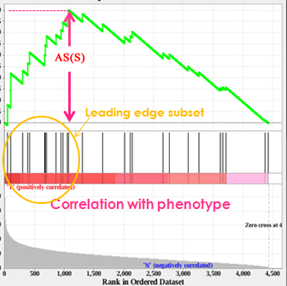 AS(S)
Leading edge subset
(positively correlated)
Correlation with phenotype
Zero cross at 4
'N' (negatively correlated)
0 500 1,000 1,500 2,000 2,500 3,000 3,500 4,000 4,500
Rank in Ordered Dataset